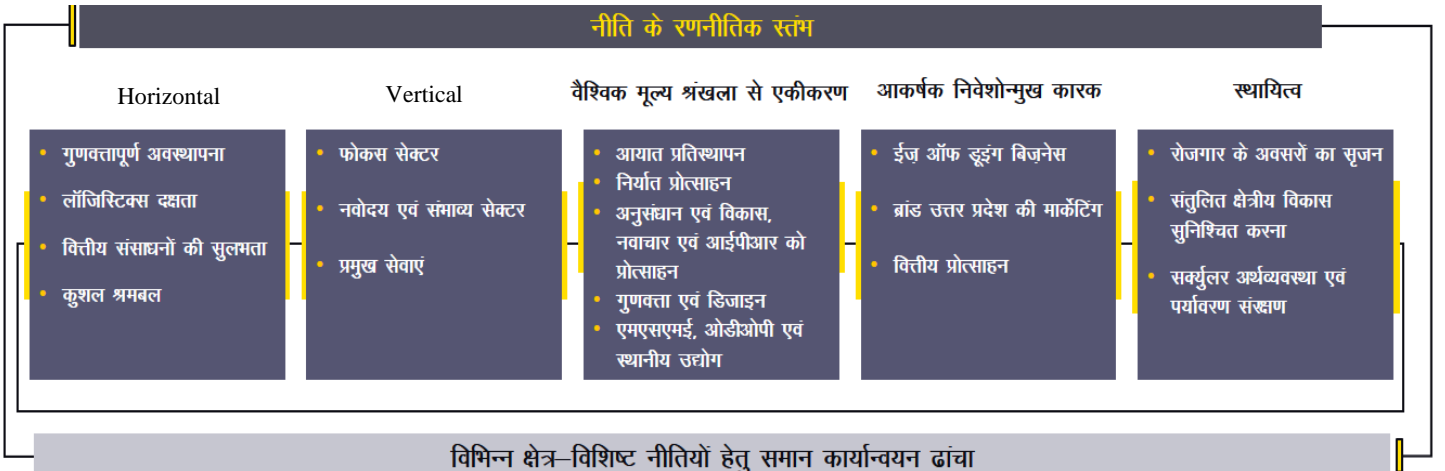 नीति के रणनीतिक स्तंभ
Horizontal
• गुणवत्तापूर्ण अवस्थापना
• लॉजिस्टिक्स दक्षता
• वित्तीय संसाधनों की सुलभता
• कुशल श्रमबल
Vertical
• फोकस सेक्टर
• नवोदय एवं संभाव्य सेक्टर
• प्रमुख सेवाएं
वैश्विक मूल्य श्रंखला से एकीकरण
• आयात प्रतिस्थापन
• निर्यात प्रोत्साहन
• अनुसंधान एवं विकास,
नवाचार एवं आईपीआर को
प्रोत्साहन
• गुणवत्ता एवं डिजाइन
• एमएसएमई, ओडीओपी एवं
स्थानीय उद्योग
आकर्षक निवेशोन्मुख कारक
• ईज़ ऑफ डूइंग बिज़नेस
• ब्रांड उत्तर प्रदेश की मार्केटिंग
• वित्तीय प्रोत्साहन
स्थायित्व
• रोजगार के अवसरों का सृजन
• संतुलित क्षेत्रीय विकास
सुनिश्चित करना
• सर्क्युलर अर्थव्यवस्था एवं
पर्यावरण संरक्षण
विभिन्न क्षेत्र–विशिष्ट नीतियों हेतु समान कार्यान्वयन ढांचा